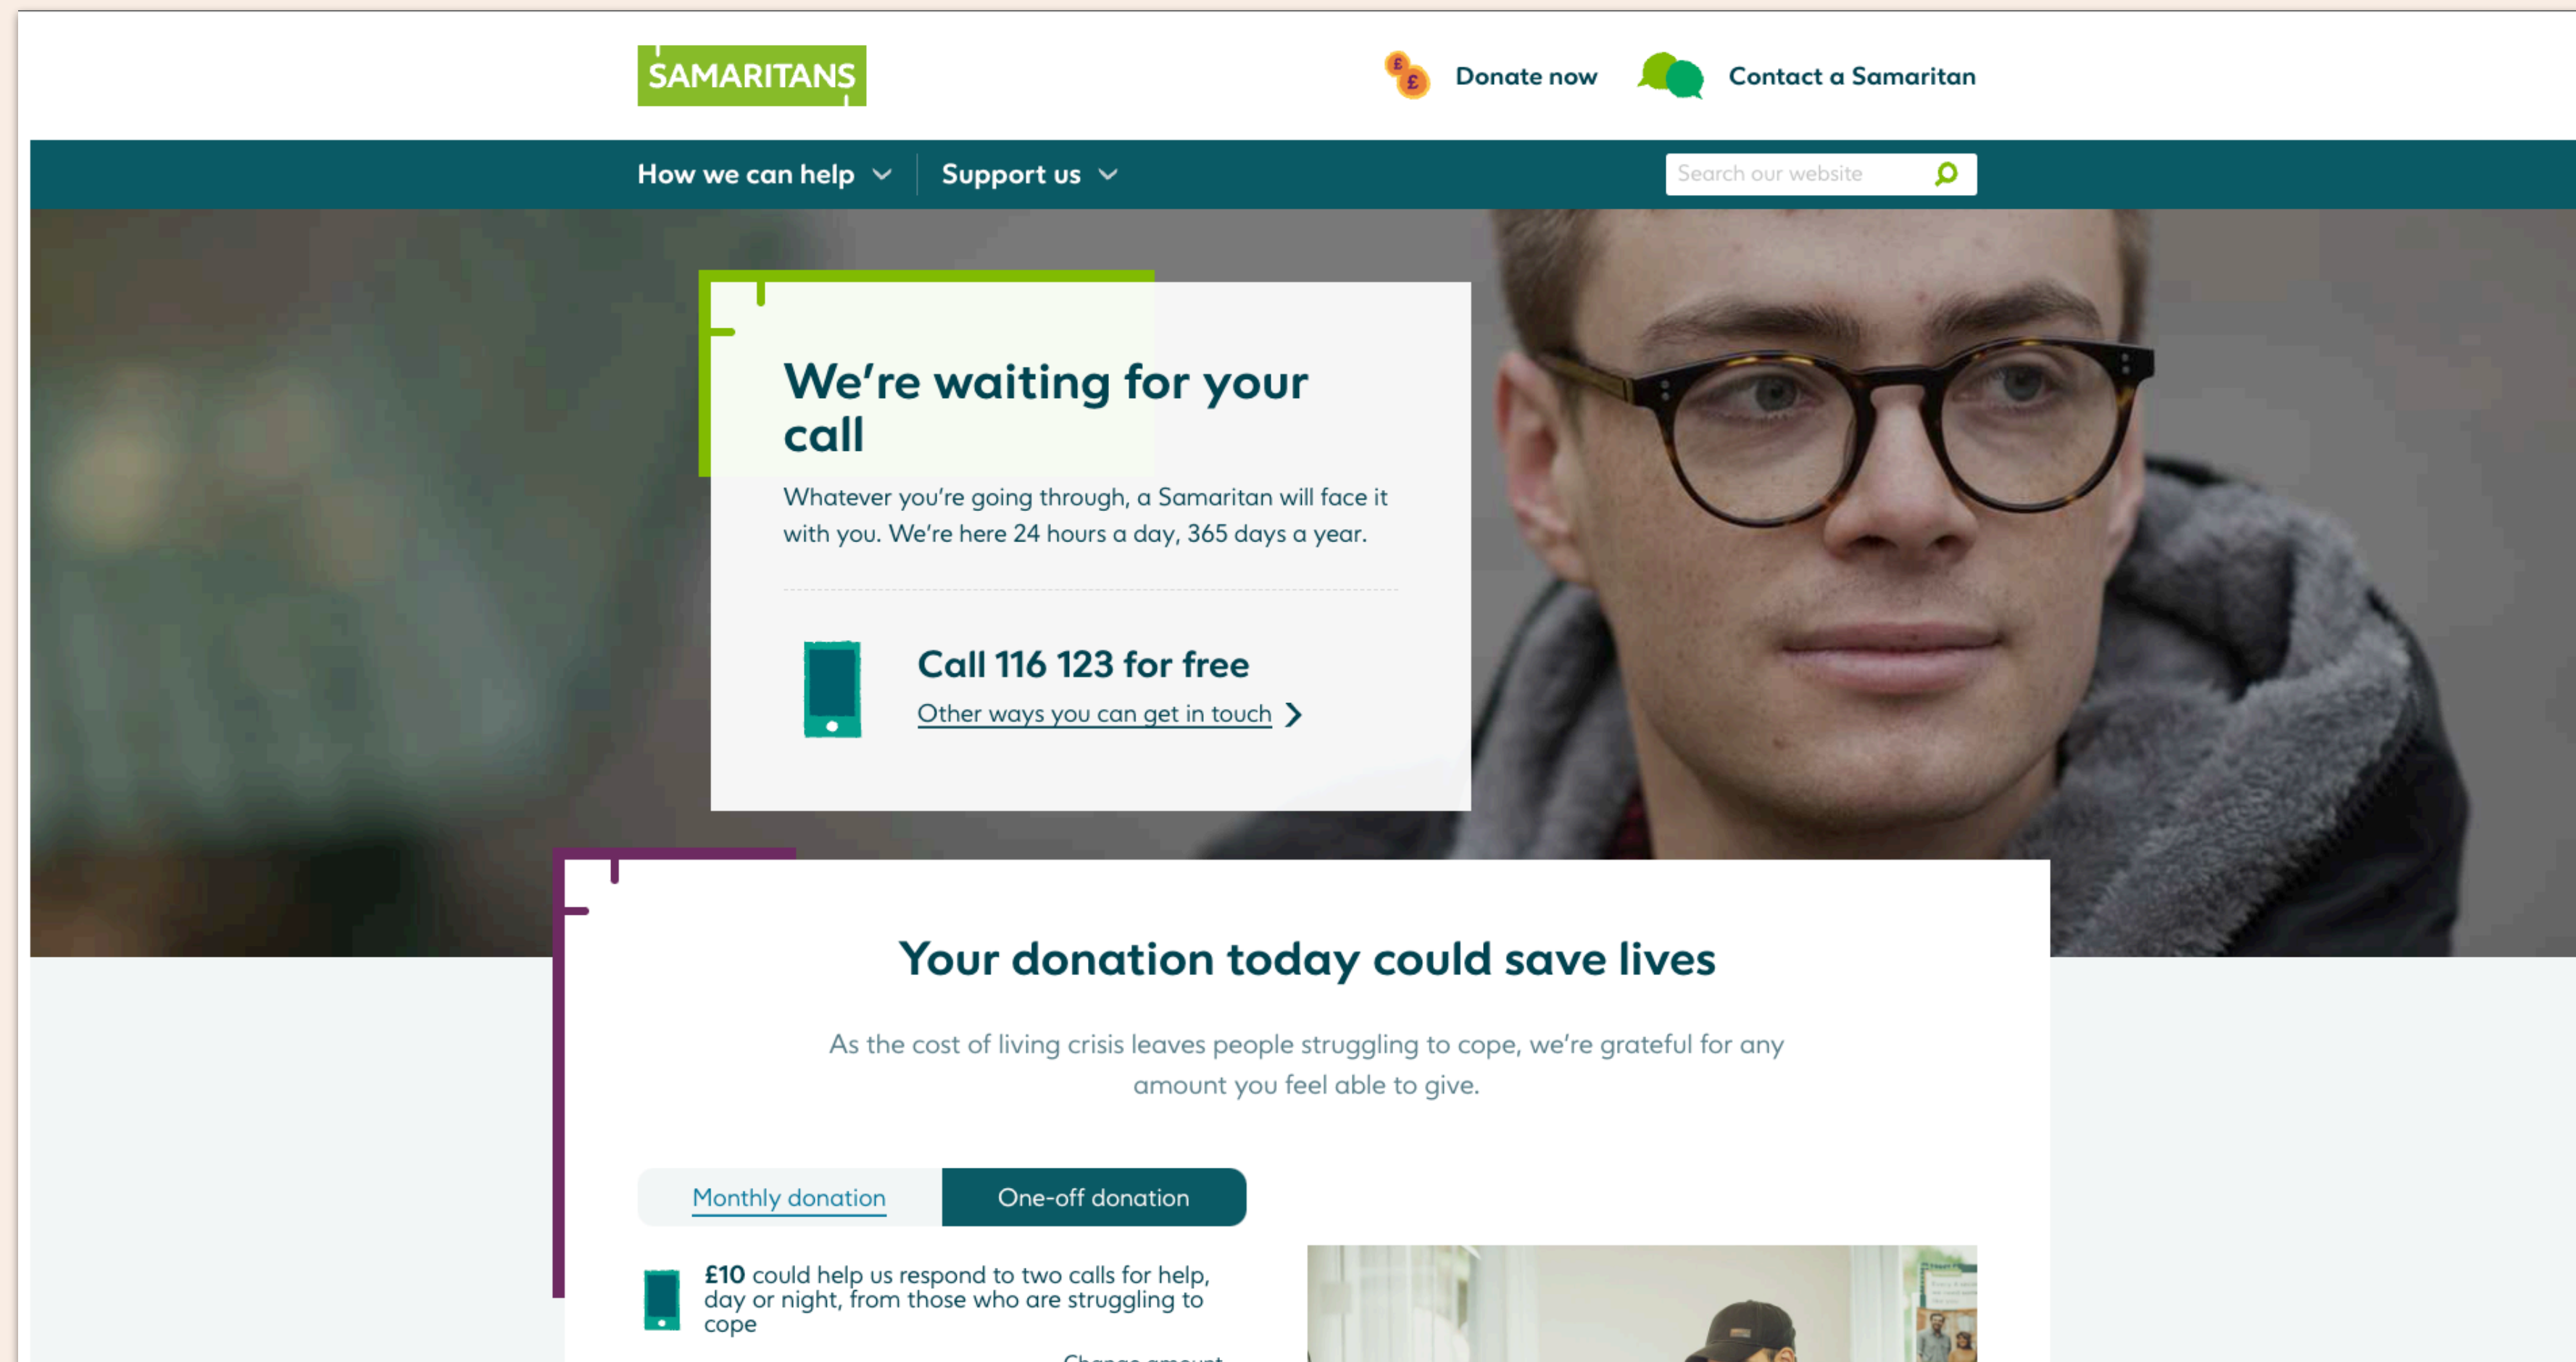 SAMARITANS
Donate now
Contact a Samaritan
How we can help
Support us
Search our website
We're waiting for your
call
Whatever you're going through, a Samaritan will face it
with you. We're here 24 hours a day, 365 days a year.
Call 116 123 for free
Other ways you can get in touch
Your donation today could save lives
As the cost of living crisis leaves people struggling to cope, we're grateful for any
amount you feel able to give.
Monthly donation
One-off donation
£10 could help us respond to two calls for help,
day or night, from those who are struggling to
cope
Change amount